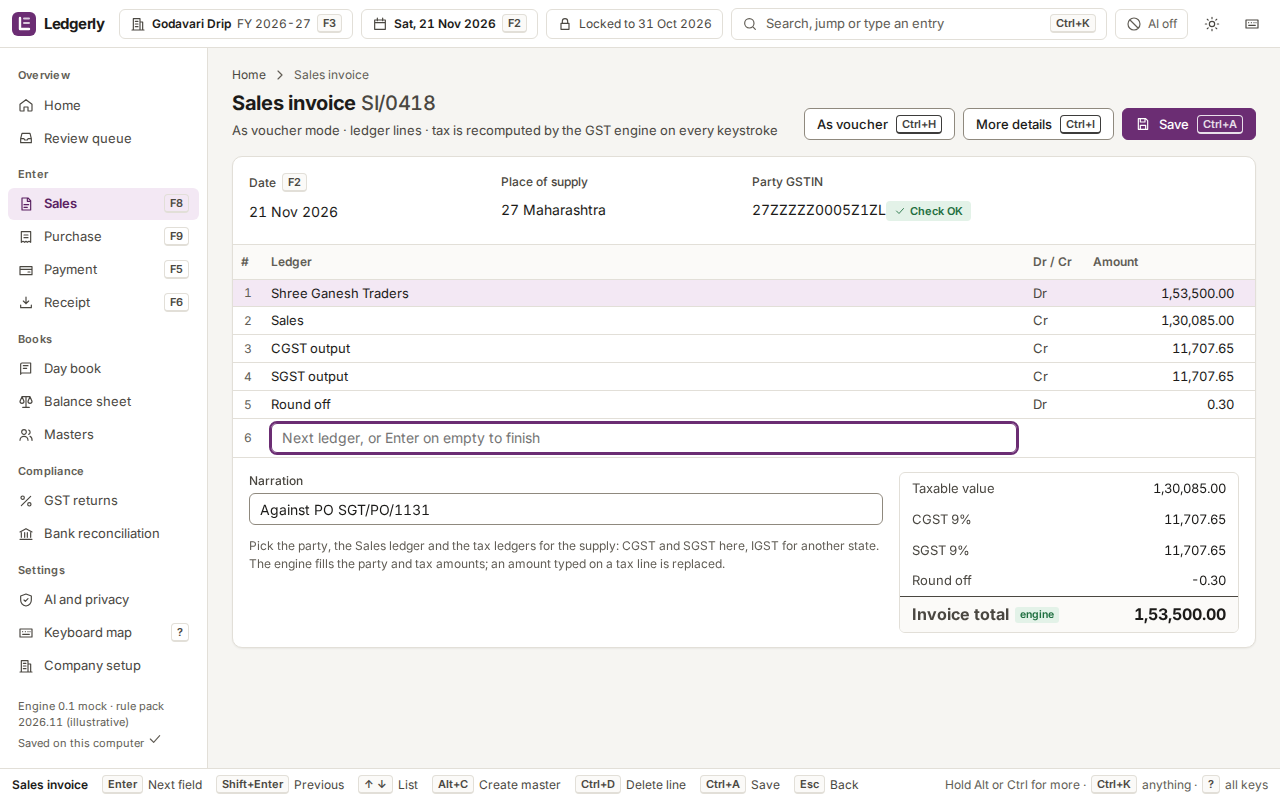 Ledgerly
Godavari Drip FY 2026-27 F3
Sat, 21 Nov 2026 F2
Locked to 31 Oct 2026
Search, jump or type an entry Ctrl+K
AI off
Overview
Home
Review queue
Enter
Sales F8
Purchase F9
Payment F5
Receipt F6
Books
Day book
Balance sheet
Masters
Compliance
GST returns
Bank reconciliation
Settings
AI and privacy
Keyboard map ?
Company setup
Engine 0.1 mock · rule pack
2026.11 (illustrative)
Saved on this computer
Home Sales invoice
Sales invoice SI/0418
As voucher mode · ledger lines · tax is recomputed by the GST engine on every keystroke
As voucher Ctrl+H
More details Ctrl+I
Save Ctrl+A
Date F2 Place of supply Party GSTIN
21 Nov 2026 27 Maharashtra 27ZZZZZ0005Z1ZL Check OK
# Ledger Dr / Cr Amount
1 Shree Ganesh Traders Dr 1,53,500.00
2 Sales Cr 1,30,085.00
3 CGST output Cr 11,707.65
4 SGST output Cr 11,707.65
5 Round off Dr 0.30
6 Next ledger, or Enter on empty to finish
Narration
Against PO SGT/PO/1131
Pick the party, the Sales ledger and the tax ledgers for the supply: CGST and SGST here, IGST for another state.
The engine fills the party and tax amounts; an amount typed on a tax line is replaced.
Taxable value 1,30,085.00
CGST 9% 11,707.65
SGST 9% 11,707.65
Round off -0.30
Invoice total engine 1,53,500.00
Sales invoice Enter Next field Shift+Enter Previous ↑ ↓ List Alt+C Create master Ctrl+D Delete line Ctrl+A Save Esc Back Hold Alt or Ctrl for more · Ctrl+K anything · ? all keys